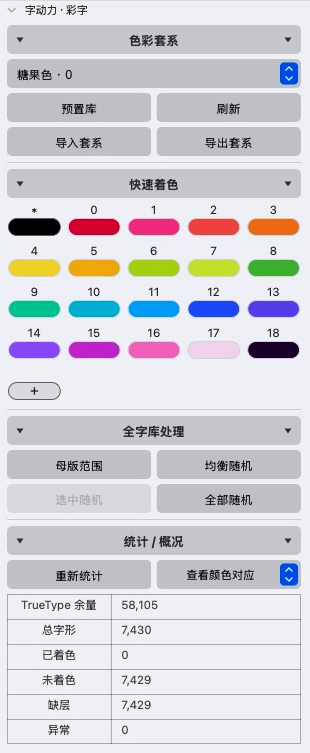 字动力 · 彩字
色彩套系
糖果色 · 0
预置库 刷新
导入套系 导出套系
快速着色
* 0 1 2 3
4 5 6 7 8
9 10 11 12 13
14 15 16 17 18
+
全字库处理
母版范围 均衡随机
选中随机 全部随机
统计 / 概况
重新统计 查看颜色对应
TrueType 余量 58,105
总字形 7,430
已着色 0
未着色 7,429
缺层 7,429
异常 0